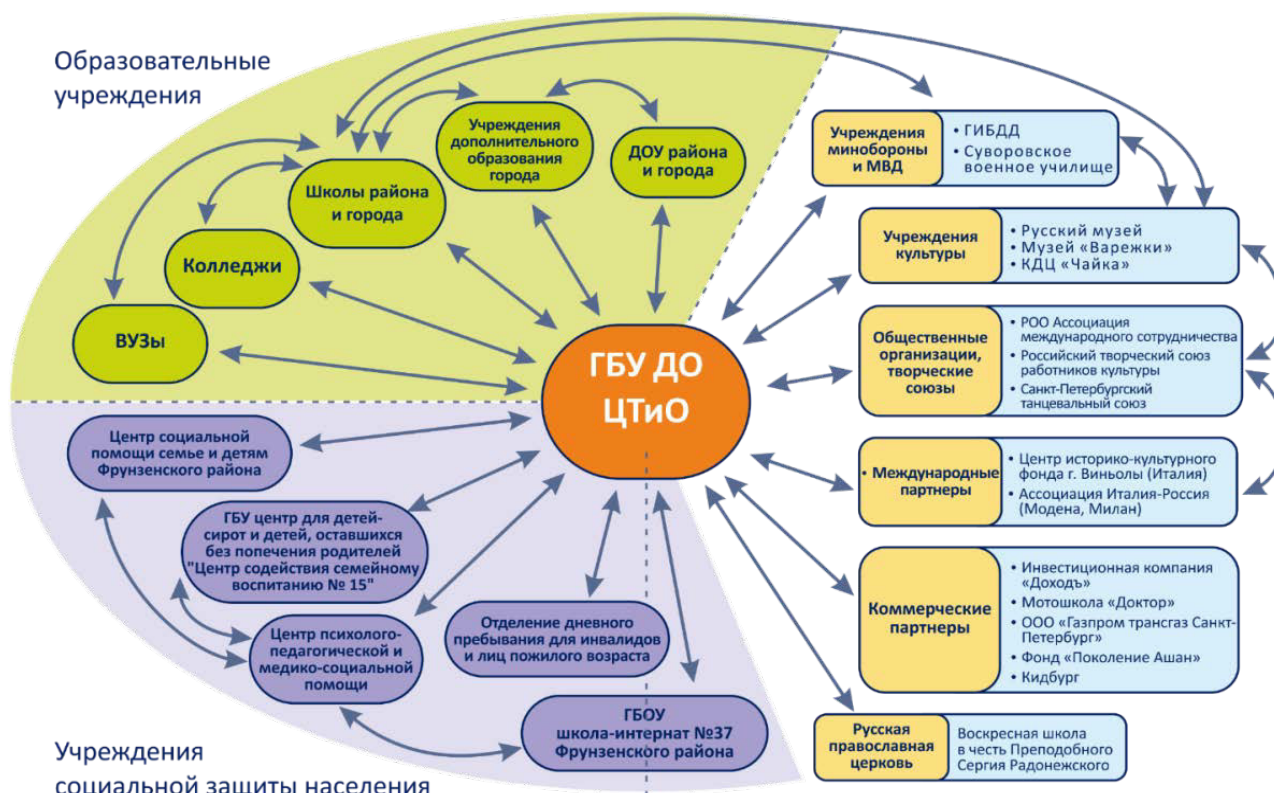 Образовательные
учреждения
Учреждения
дополнительного
образования
города
ДОУ района
и города
Школы района
и города
Колледжи
ВУЗы
ГБУ ДО
ЦТиО
Учреждения
минобороны
и МВД
• ГИБДД
• Суворовское
военное училище
Учреждения
культуры
• Русский музей
• Музей «Варежки»
• КДЦ «Чайка»
Общественные
организации,
творческие
союзы
• РОО Ассоциация
международного сотрудничества
• Российский творческий союз
работников культуры
• Санкт-Петербургский
танцевальный союз
• Международные
партнеры
• Центр историко-культурного
фонда г. Виньолы (Италия)
• Ассоциация Италия-Россия
(Модена, Милан)
Коммерческие
партнеры
• Инвестиционная компания
«Доходъ»
• Мотошкола «Доктор»
• ООО «Газпром трансгаз Санкт-
Петербург»
• Фонд «Поколение Ашан»
• Кидбург
Русская
православная
церковь
Воскресная школа
в честь Преподобного
Сергия Радонежского
Центр социальной
помощи семье и детям
Фрунзенского района
ГБУ центр для детей-
сирот и детей, оставшихся
без попечения родителей
"Центр содействия семейному
воспитанию № 15"
Центр психолого-
педагогической и
медико-социальной
помощи
Отделение дневного
пребывания для инвалидов
и лиц пожилого возраста
ГБОУ
школа-интернат №37
Фрунзенского района
Учреждения
социальной защиты населения